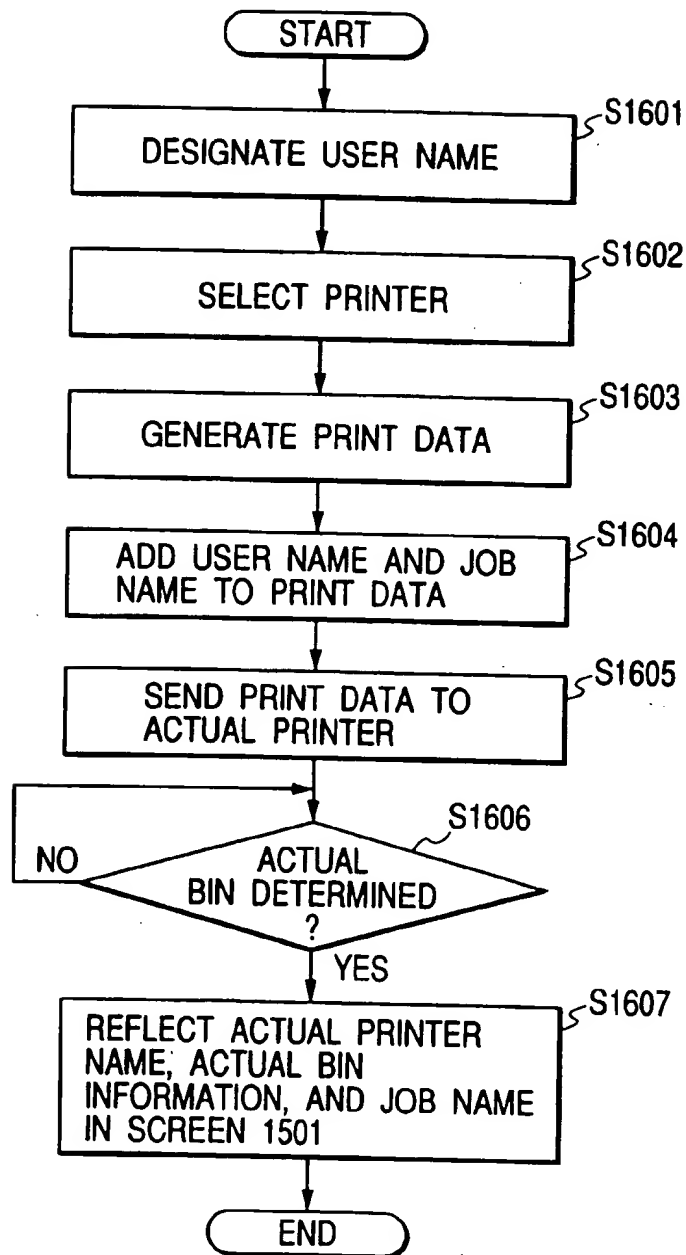 START
S1601
DESIGNATE USER NAME
S1602
SELECT PRINTER
S1603
GENERATE PRINT DATA
S1604
ADD USER NAME AND JOB
NAME TO PRINT DATA
S1605
SEND PRINT DATA TO
ACTUAL PRINTER
S1606
NO
ACTUAL
BIN DETERMINED
?
YES
S1607
REFLECT ACTUAL PRINTER
NAME, ACTUAL BIN
INFORMATION, AND JOB NAME
IN SCREEN 1501
END